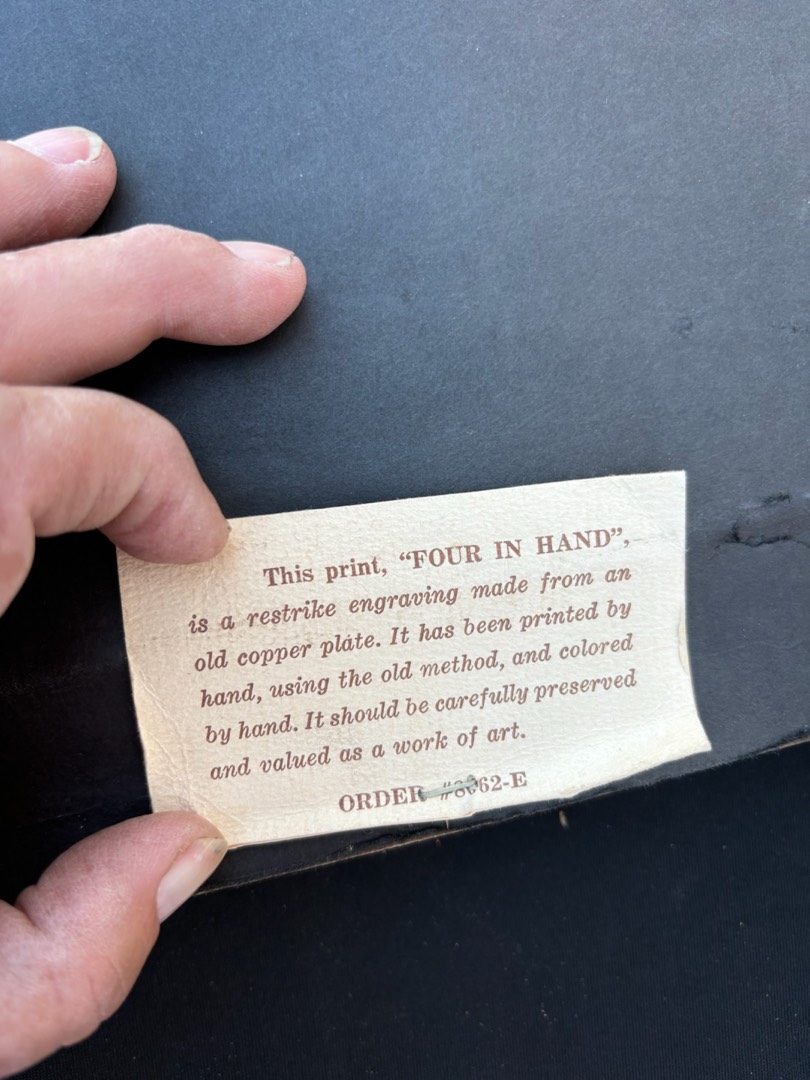 This print, “FOUR IN HAND”,
is a restrike engraving made from an
old copper plate. It has been printed by
hand, using the old method, and colored
by hand. It should be carefully preserved
and valued as a work of art.
ORDER